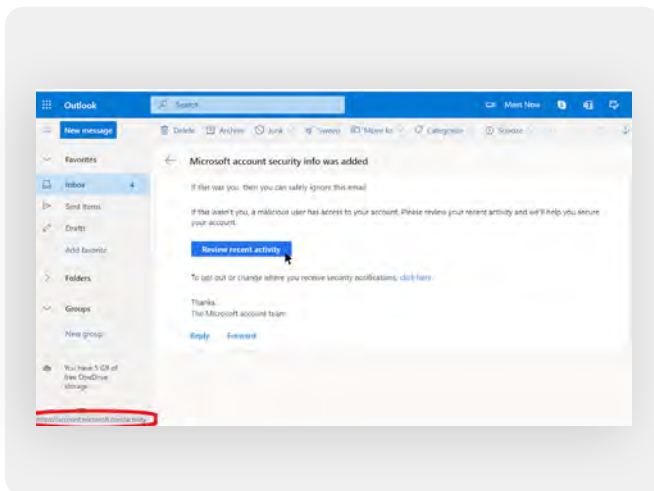 Outlook
Search
Meet Now
New message
Delete Archive Junk Sweep Move to Categorize Snooze
Favorites
Microsoft account security info was added
Inbox 4
If this was you, then you can safely ignore this email
Sent Items
If this wasn't you, a malicious user has access to your account. Please review your recent activity and we'll help you secure
your account.
Drafts
Add favorite
Review recent activity
Folders
To opt out or change where you receive security notifications, click here.
Groups
Thanks,
The Microsoft account team
New group
Reply Forward
You have 5 GB of
free OneDrive
storage
https://account.microsoft.com/activity